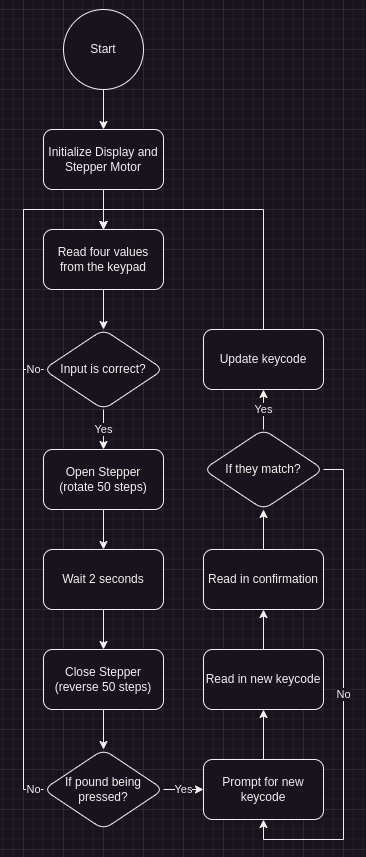 Start
Initialize Display and
Stepper Motor
Read four values
from the keypad
Input is correct?
No
Yes
Open Stepper
(rotate 50 steps)
Wait 2 seconds
Close Stepper
(reverse 50 steps)
If pound being
pressed?
No
Yes
Prompt for new
keycode
Read in new keycode
Read in confirmation
If they match?
No
Yes
Update keycode